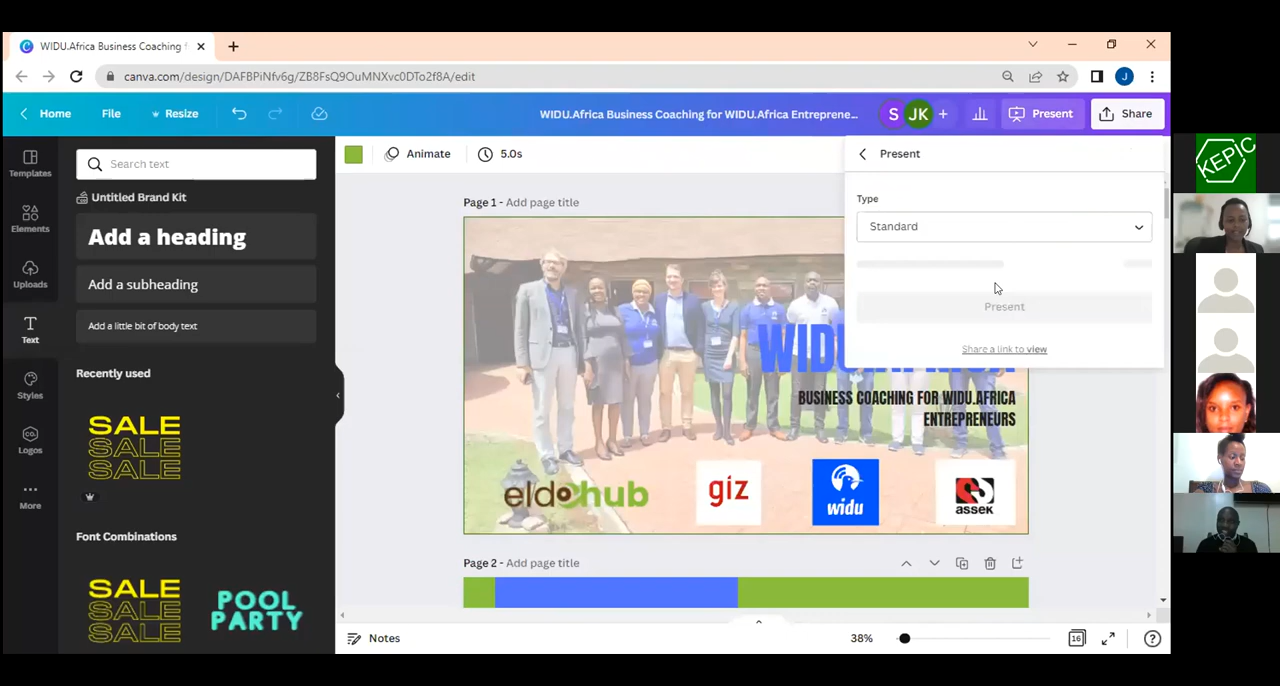 WIDU.Africa Business Coaching f
canva.com/design/DAFBPiNfv6g/ZB8FsQ9OuMNXvc0DTo2f8A/edit
J
Home
File
Resize
WIDU.Africa Business Coaching for WIDU.Africa Entreprene...
S
JK
+
Present
Share
Templates
Elements
Uploads
Text
Styles
Logos
More
Search text
Untitled Brand Kit
Add a heading
Add a subheading
Add a little bit of body text
Recently used
SALE
SALE
SALE
Font Combinations
SALE
SALE
SALE
POOL
PARTY
Animate
5.0s
Page 1 - Add page title
BUSINESS COACHING FOR WIDU.AFRICA
ENTREPRENEURS
eldohub
giz
widu
ASSEK
Page 2 - Add page title
Present
Type
Standard
Present
Share a link to view
Notes
38%
16
?
KEPIC